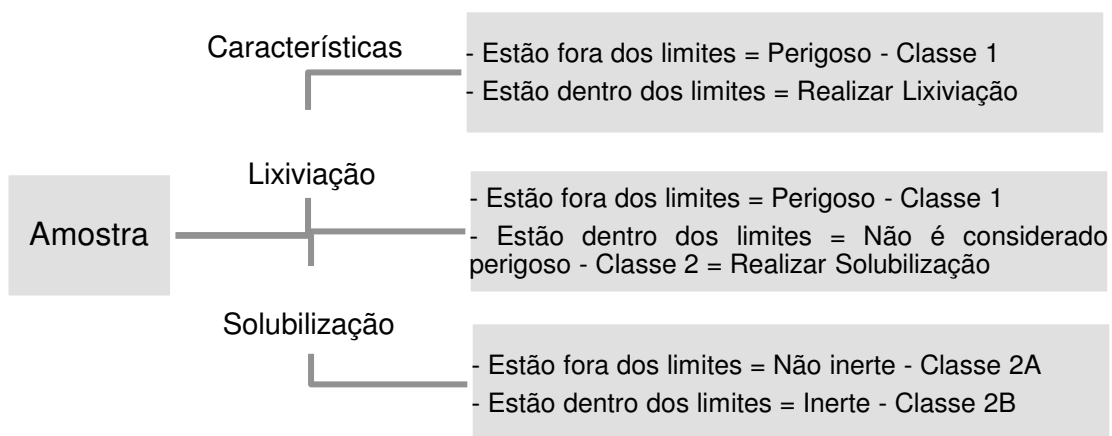 Características
- Estão fora dos limites = Perigoso - Classe 1
- Estão dentro dos limites = Realizar Lixiviação
Amostra
Lixiviação
- Estão fora dos limites = Perigoso - Classe 1
- Estão dentro dos limites = Não é considerado
perigoso - Classe 2 = Realizar Solubilização
Solubilização
- Estão fora dos limites = Não inerte - Classe 2A
- Estão dentro dos limites = Inerte - Classe 2B